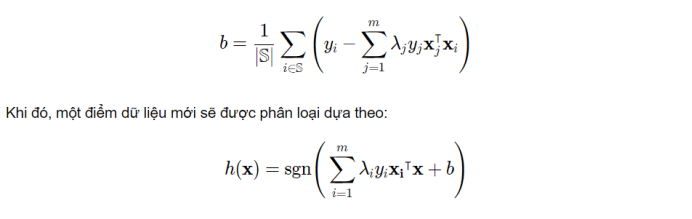 $b = \frac{1}{|\mathbb{S}|} \sum_{i \in \mathbb{S}} \left( y_i - \sum_{j=1}^{m} \lambda_j y_j \mathbf{x}_j^\intercal \mathbf{x}_i \right)$
Khi đó, một điểm dữ liệu mới sẽ được phân loại dựa theo:
$h(\mathbf{x}) = \text{sgn} \left( \sum_{i=1}^{m} \lambda_i y_i \mathbf{x_i}^\intercal \mathbf{x} + b \right)$